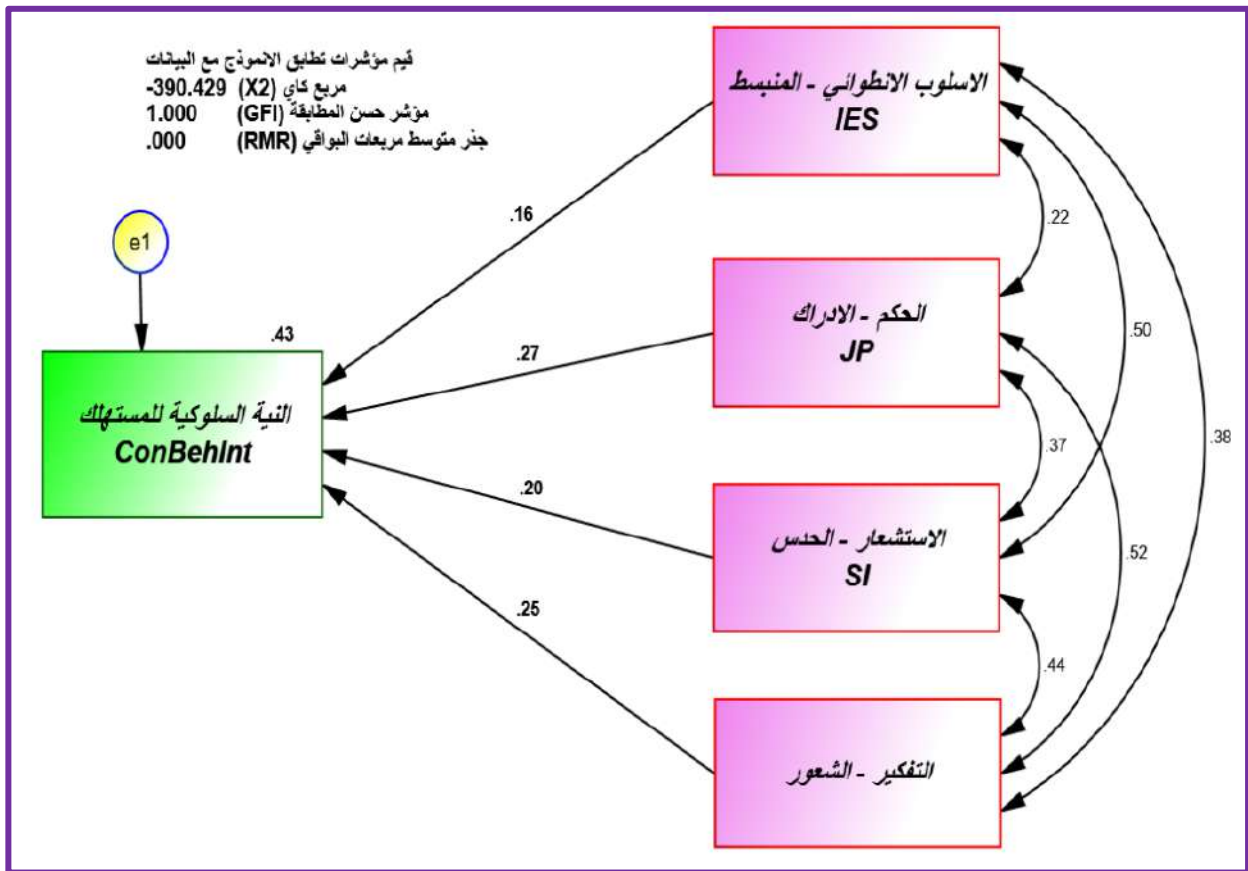 قيم مؤشرات تطابق الانموذج مع البيانات
مربع كاي (X2) -390.429
مؤشر حسن المطابقة (GFI) 1.000
جذر متوسط مربعات البواقي (RMR) .000
الاسلوب الانطوائي - المنبسط
IES
.16
.22
e1
.43
الحكم - الادراك
JP
.27
.50
النية السلوكية للمستهلك
ConBehInt
.37
.38
.20
الاستشعار - الحدس
SI
.52
.25
.44
التفكير - الشعور